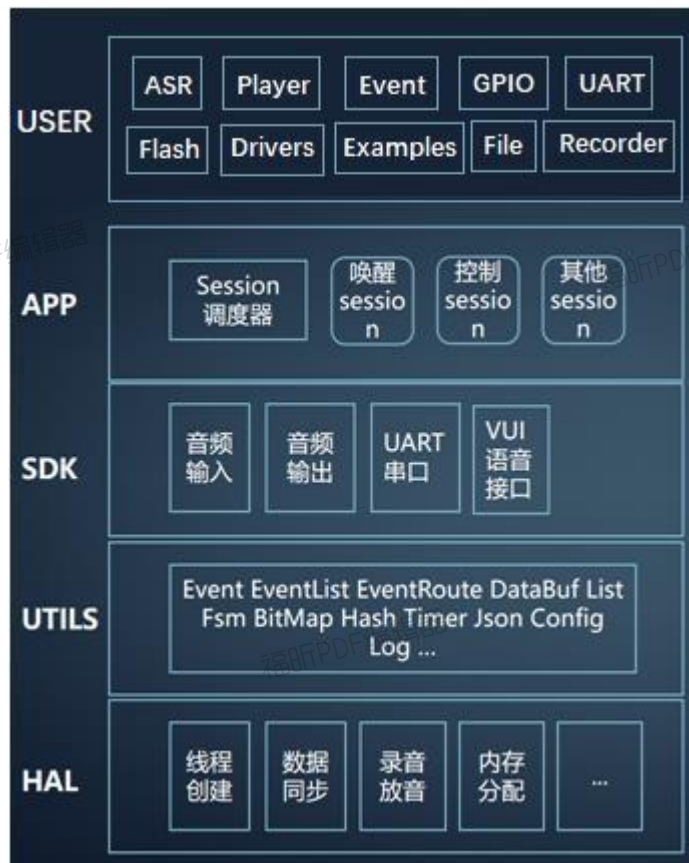 USER
ASR
Player
Event
GPIO
UART
Flash
Drivers
Examples
File
Recorder
APP
Session
调度器
唤醒
sessio
n
控制
sessio
n
其他
sessio
n
SDK
音频
输入
音频
输出
UART
串口
VUI
语音
接口
UTILS
Event EventList EventRoute DataBuf List
Fsm BitMap Hash Timer Json Config
Log ...
HAL
线程
创建
数据
同步
录音
放音
内存
分配
...